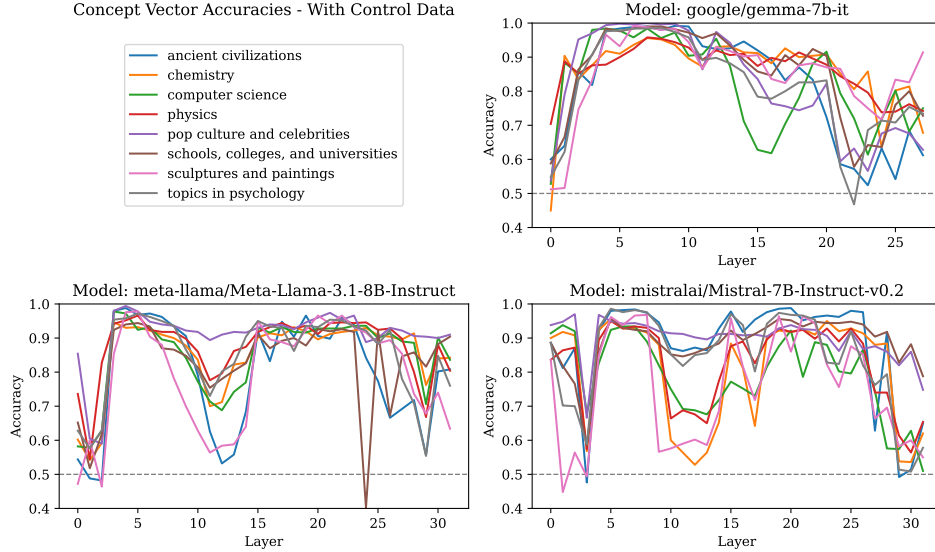 Concept Vector Accuracies - With Control Data
ancient civilizations
chemistry
computer science
physics
pop culture and celebrities
schools, colleges, and universities
sculptures and paintings
topics in psychology
Model: google/gemma-7b-it
Accuracy
1.0
0.9
0.8
0.7
0.6
0.5
0.4
0 5 10 15 20 25
Layer
Model: meta-llama/Meta-Llama-3.1-8B-Instruct
Accuracy
1.0
0.9
0.8
0.7
0.6
0.5
0.4
0 5 10 15 20 25 30
Layer
Model: mistralai/Mistral-7B-Instruct-v0.2
Accuracy
1.0
0.9
0.8
0.7
0.6
0.5
0.4
0 5 10 15 20 25 30
Layer